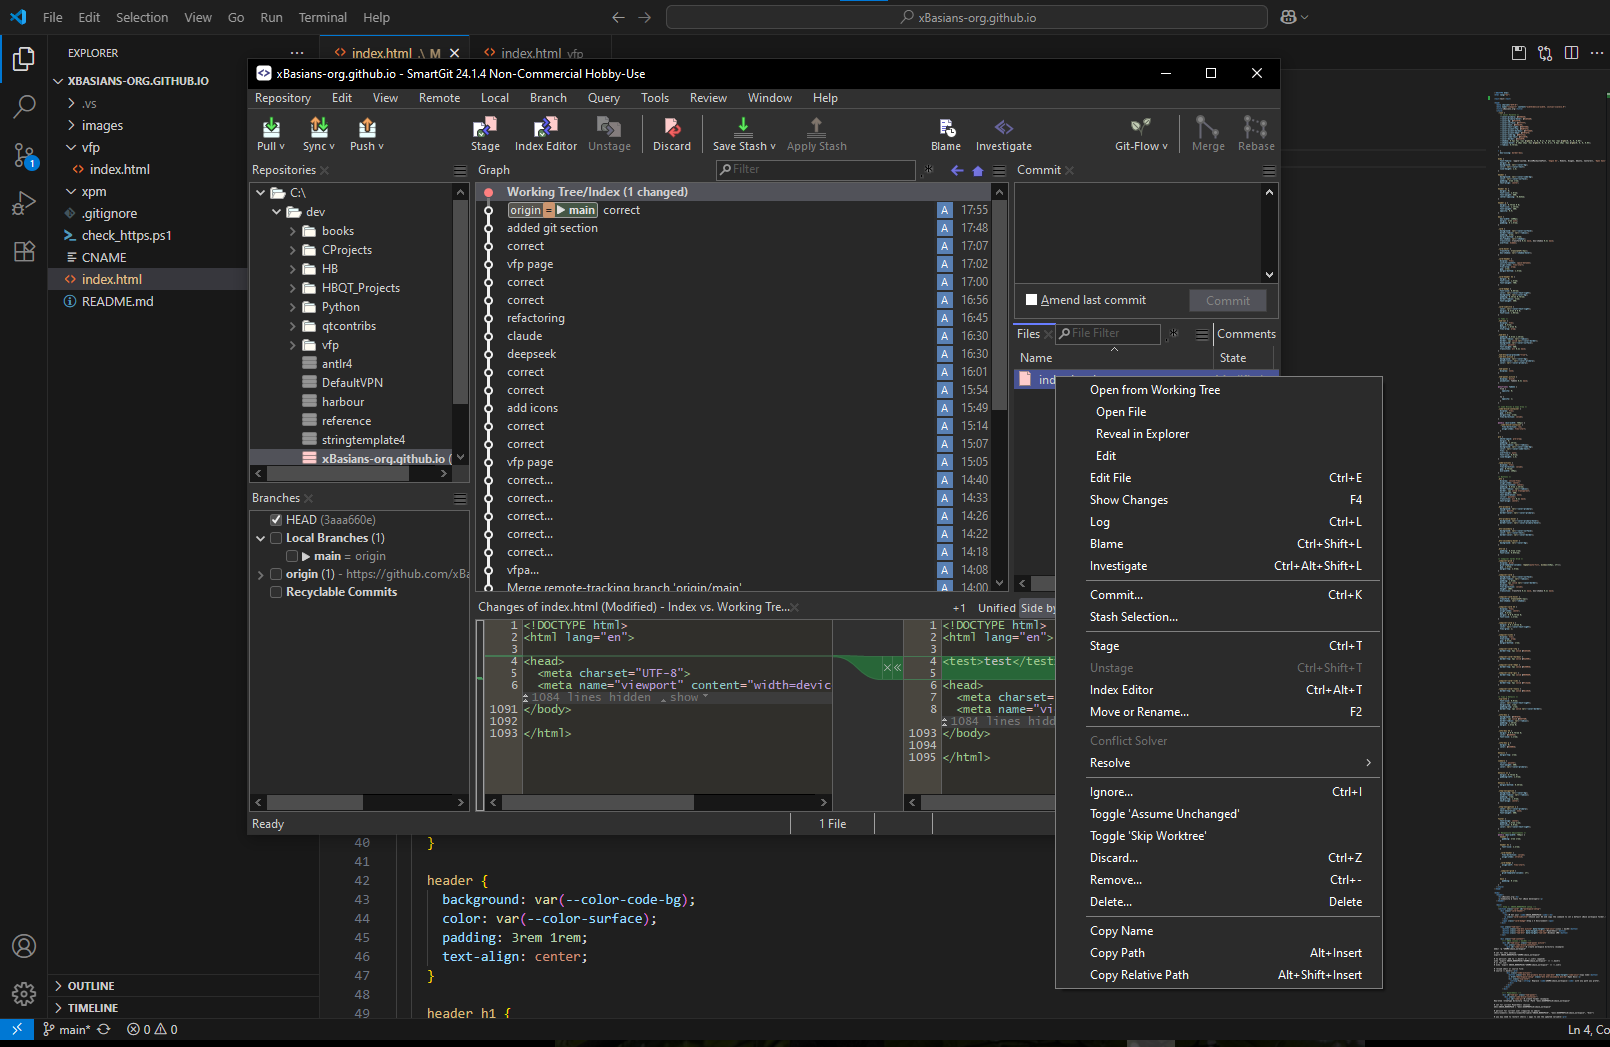 File Edit Selection View Go Run Terminal Help
xBasians-org.github.io
EXPLORER
XBASIANS-ORG.GITHUB.IO
.vs
images
vfp
index.html
xpm
.gitignore
check_https.ps1
CNAME
index.html
README.md
OUTLINE
TIMELINE
main* 0 0
index.html .\ M
index.html vfp
xBasians-org.github.io - SmartGit 24.1.4 Non-Commercial Hobby-Use
Repository Edit View Remote Local Branch Query Tools Review Window Help
Pull Sync Push Stage Index Editor Unstage Discard Save Stash Apply Stash Blame Investigate Git-Flow Merge Rebase
Repositories
C:\
dev
books
CProjects
HB
HBQT_Projects
Python
qtcontribs
vfp
antlr4
DefaultVPN
harbour
reference
stringtemplate4
xBasians-org.github.io (
Branches
HEAD (3aaa660e)
Local Branches (1)
main = origin
origin (1) - https://github.com/xBa
Recyclable Commits
Graph
Filter
Working Tree/Index (1 changed)
origin = main correct A 17:55
added git section A 17:48
correct A 17:07
vfp page A 17:02
correct A 17:00
correct A 16:56
refactoring A 16:45
claude A 16:30
deepseek A 16:30
correct A 16:01
correct A 15:54
add icons A 15:49
correct A 15:14
correct A 15:07
vfp page A 15:05
correct... A 14:40
correct... A 14:33
correct... A 14:26
correct... A 14:22
correct... A 14:18
vfpa... A 14:08
Merge remote-tracking branch 'origin/main' A 14:00
Commit
Amend last commit
Commit
Files
File Filter
Comments
Name State
Changes of index.html (Modified) - Index vs. Working Tre...
+1 Unified Side by
1 <!DOCTYPE html>
2 <html lang="en">
3
4 <head>
5 <meta charset="UTF-8">
6 <meta name="viewport" content="width=devic
1084 lines hidden show
1091 </body>
1092
1093 </html>
1 <!DOCTYPE html>
2 <html lang="en">
3
4 <test>test</test
5
6 <head>
7 <meta charset=
8 <meta name="vi
1084 lines hidd
1093 </body>
1094
1095 </html>
Ready
1 File
Open from Working Tree
Open File
Reveal in Explorer
Edit
Edit File Ctrl+E
Show Changes F4
Log Ctrl+L
Blame Ctrl+Shift+L
Investigate Ctrl+Alt+Shift+L
Commit... Ctrl+K
Stash Selection...
Stage Ctrl+T
Unstage Ctrl+Shift+T
Index Editor Ctrl+Alt+T
Move or Rename... F2
Conflict Solver
Resolve
Ignore... Ctrl+I
Toggle 'Assume Unchanged'
Toggle 'Skip Worktree'
Discard... Ctrl+Z
Remove... Ctrl+-
Delete... Delete
Copy Name
Copy Path Alt+Insert
Copy Relative Path Alt+Shift+Insert
40 }
41
42 header {
43 background: var(--color-code-bg);
44 color: var(--color-surface);
45 padding: 3rem 1rem;
46 text-align: center;
47 }
48
49 header h1 {
Ln 4, Co